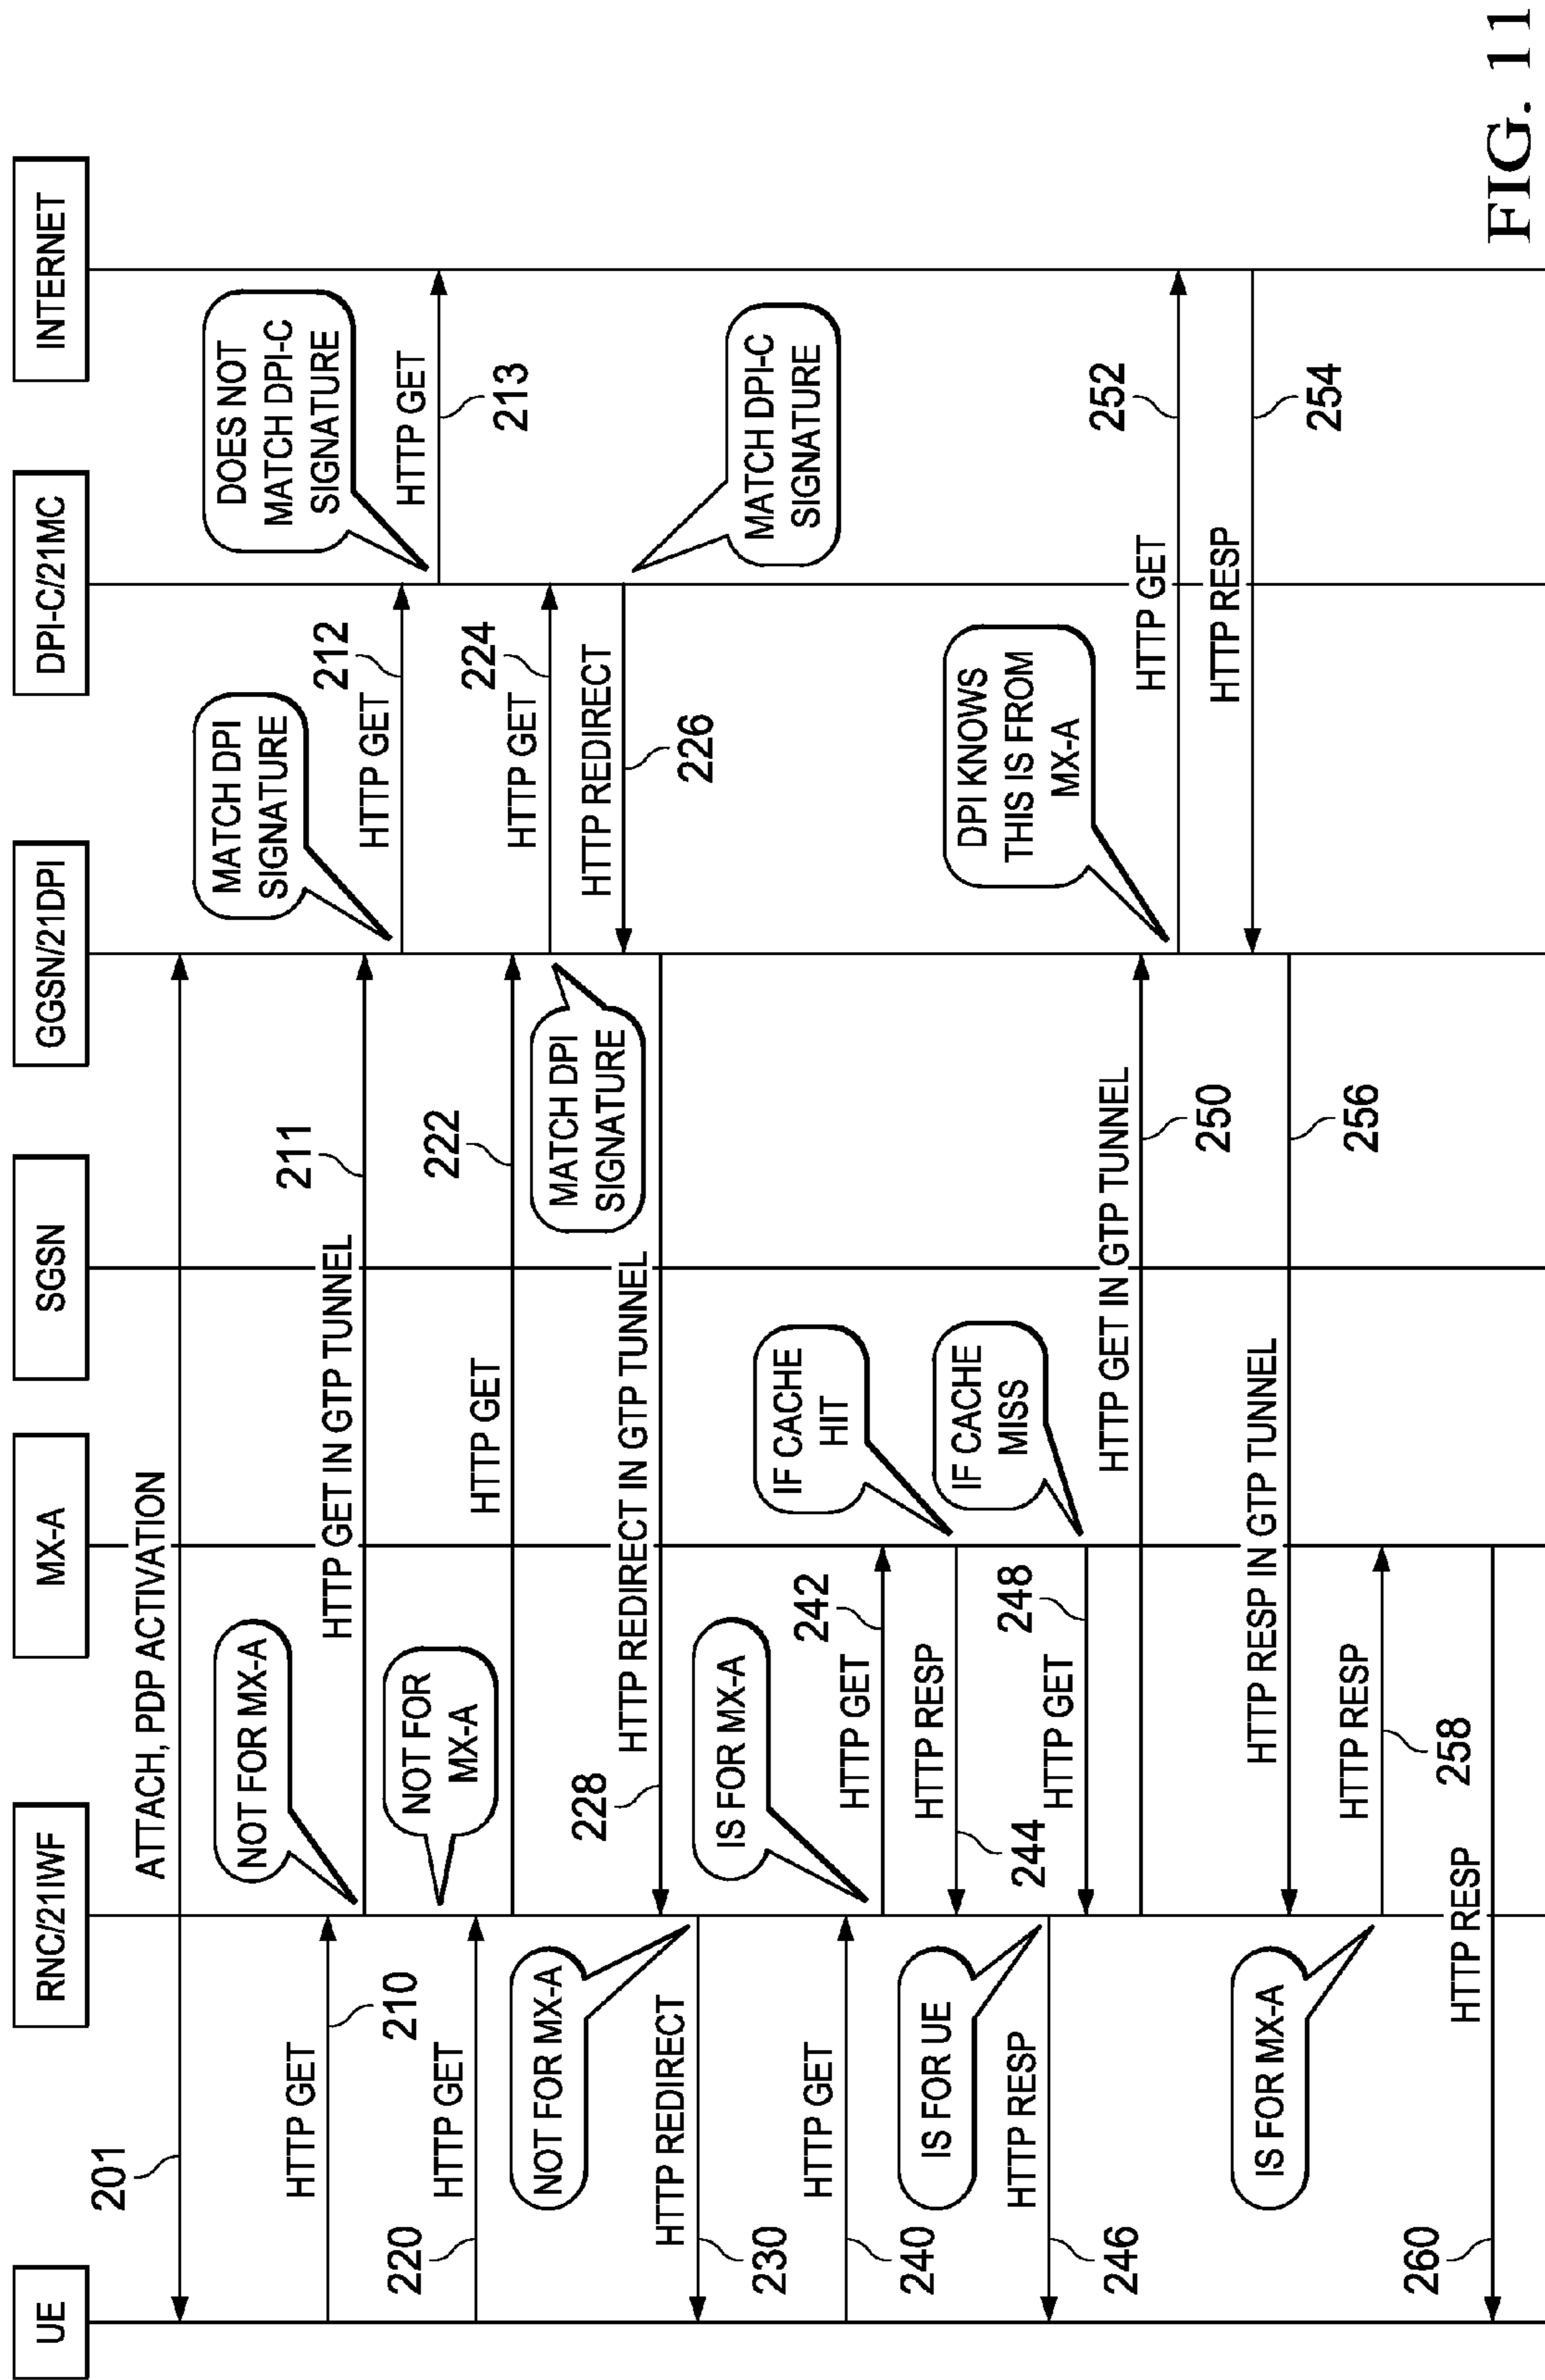 UE
RNC/21IWF
MX-A
SGSN
GGSN/21DPI
DPI-C/21MC
INTERNET
201
ATTACH, PDP ACTIVATION
HTTP GET
210
NOT FOR MX-A
HTTP GET IN GTP TUNNEL
211
MATCH DPI
SIGNATURE
HTTP GET
212
DOES NOT
MATCH DPI-C
SIGNATURE
HTTP GET
213
220
HTTP GET
NOT FOR
MX-A
HTTP GET
222
MATCH DPI
SIGNATURE
HTTP GET
224
MATCH DPI-C
SIGNATURE
HTTP REDIRECT
226
228
HTTP REDIRECT IN GTP TUNNEL
NOT FOR MX-A
HTTP REDIRECT
230
HTTP GET
240
IS FOR MX-A
HTTP GET
242
IF CACHE
HIT
HTTP RESP
244
IS FOR UE
HTTP RESP
246
IF CACHE
MISS
HTTP GET
248
HTTP GET IN GTP TUNNEL
250
DPI KNOWS
THIS IS FROM
MX-A
HTTP GET
252
HTTP RESP
254
HTTP RESP IN GTP TUNNEL
256
IS FOR MX-A
HTTP RESP
258
HTTP RESP
260
FIG. 11